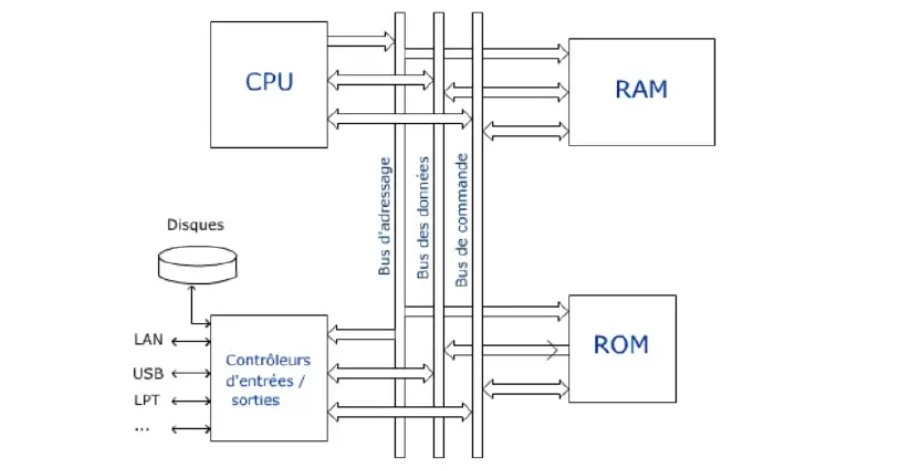 CPU
RAM
Bus d'adressage
Bus des données
Bus de commande
Disques
LAN
USB
LPT
...
Contrôleurs
d'entrées /
sorties
ROM